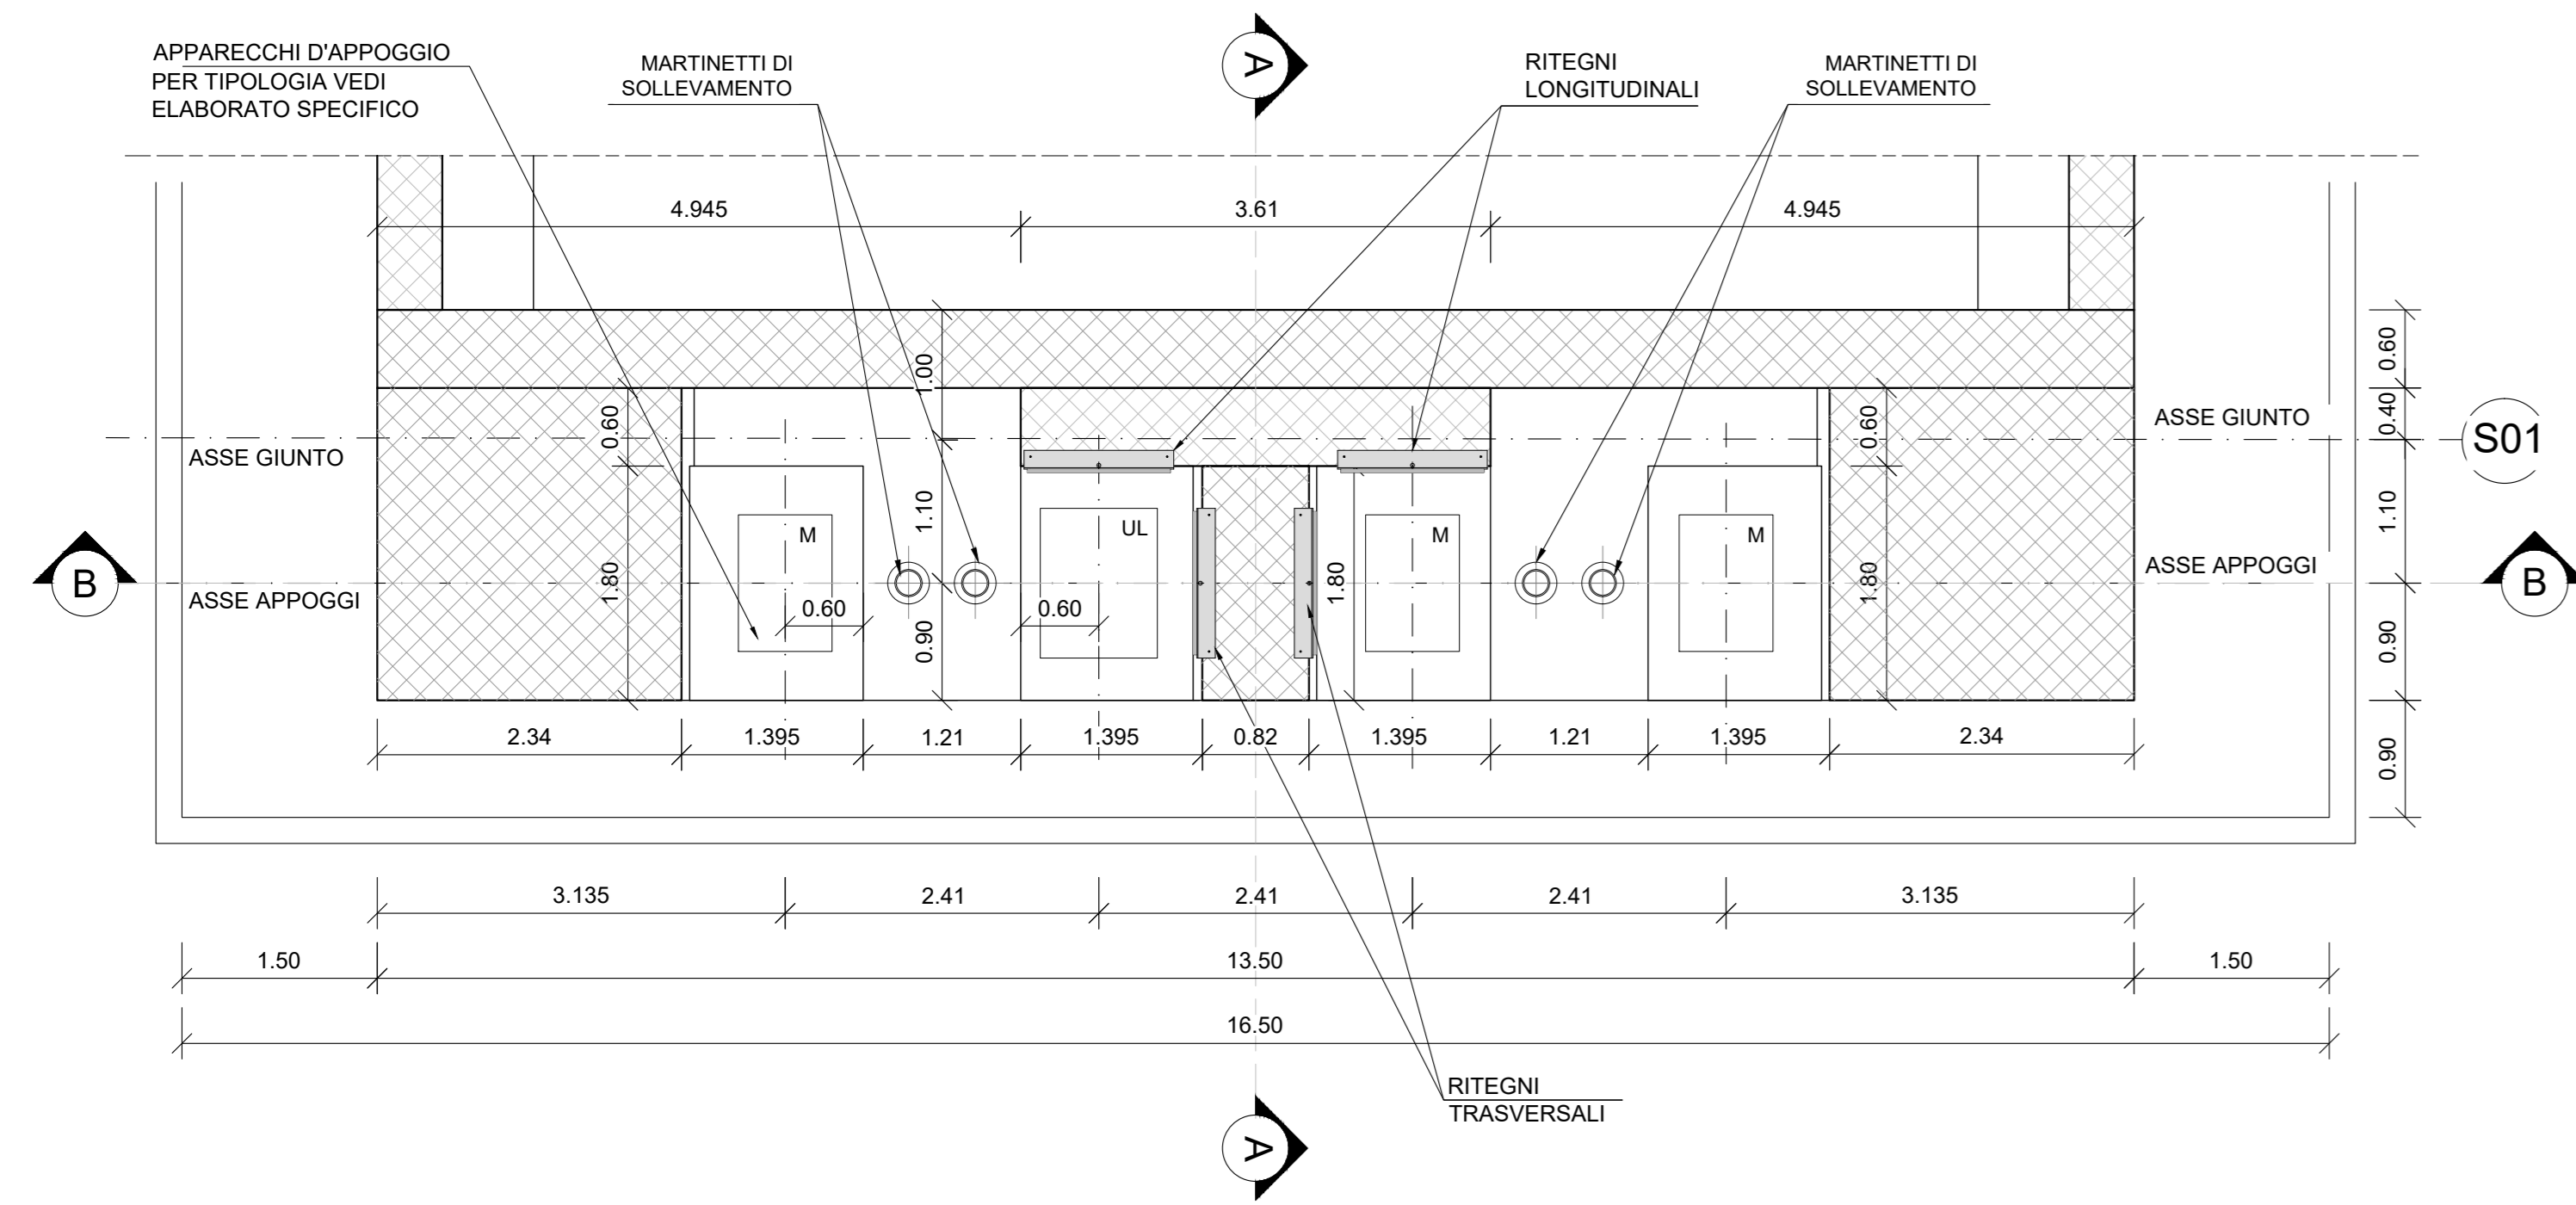 A
APPARECCHI D'APPOGGIO
PER TIPOLOGIA VEDI
ELABORATO SPECIFICO
MARTINETTI DI
SOLLEVAMENTO
RITEGNI
LONGITUDINALI
MARTINETTI DI
SOLLEVAMENTO
4.945
3.61
4.945
0.60
0.40
1.10
0.90
0.90
1.00
1.10
0.90
0.60
1.80
0.60
1.80
1.80
ASSE GIUNTO
ASSE GIUNTO
S01
M
UL
M
M
B
ASSE APPOGGI
ASSE APPOGGI
B
0.60
0.60
2.34
1.395
1.21
1.395
0.82
1.395
1.21
1.395
2.34
3.135
2.41
2.41
2.41
3.135
1.50
13.50
1.50
16.50
RITEGNI
TRASVERSALI
A